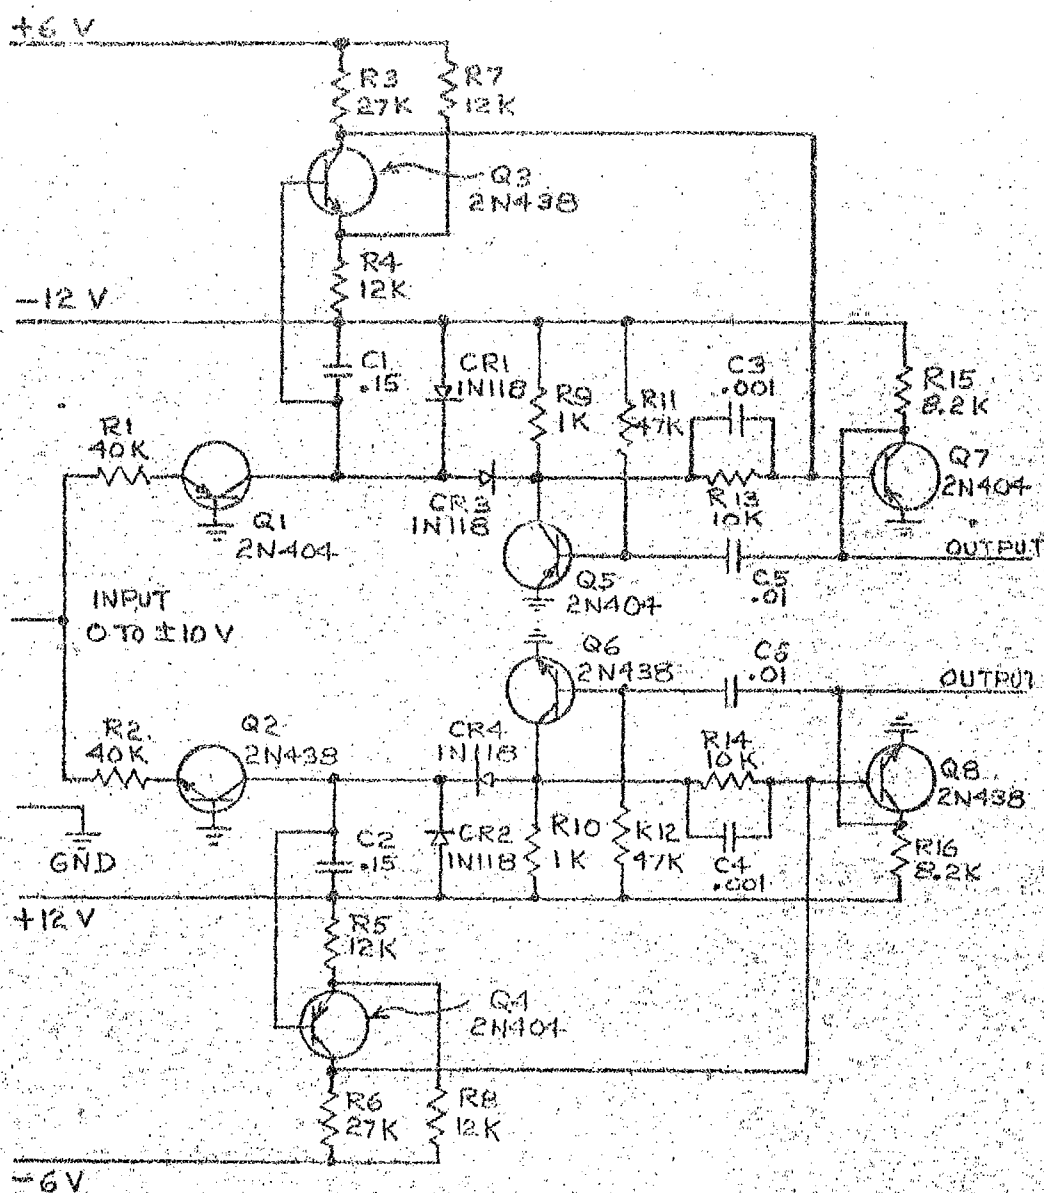 +6 V
R3
27K
R7
12K
Q3
2N438
R4
12K
-12 V
C1
.15
CR1
1N118
R9
1K
R11
47K
C3
.001
R15
8.2K
R1
40K
Q1
2N404
CR3
1N118
R13
10K
Q7
2N404
OUTPUT
Q5
2N404
C5
.01
INPUT
0 TO ±10 V
Q6
2N438
C6
.01
OUTPUT
R2
40K
Q2
2N438
CR4
1N118
R14
10K
Q8
2N438
GND
C2
.15
CR2
1N118
R10
1K
R12
47K
C4
.001
R16
8.2K
+12 V
R5
12K
Q4
2N404
R6
27K
R8
12K
-6 V